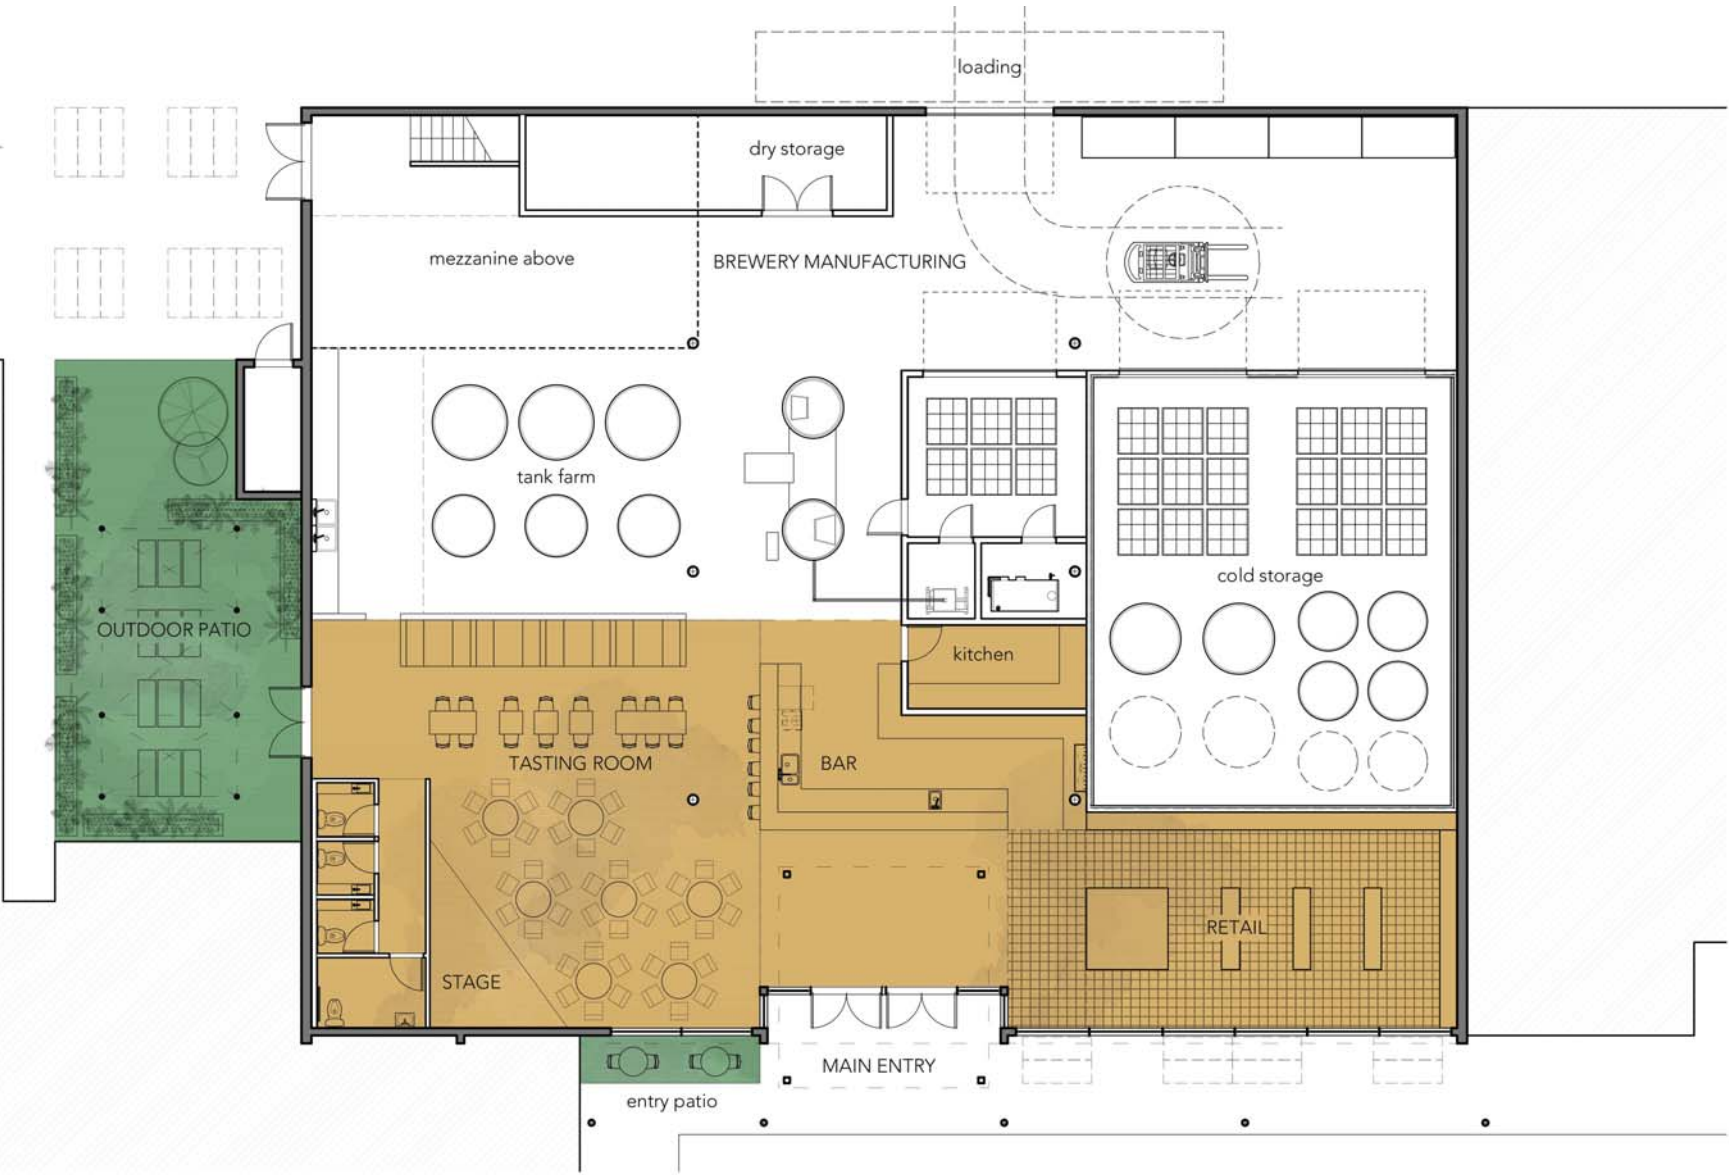 loading
dry storage
mezzanine above
BREWERY MANUFACTURING
tank farm
cold storage
OUTDOOR PATIO
kitchen
TASTING ROOM
BAR
RETAIL
STAGE
MAIN ENTRY
entry patio